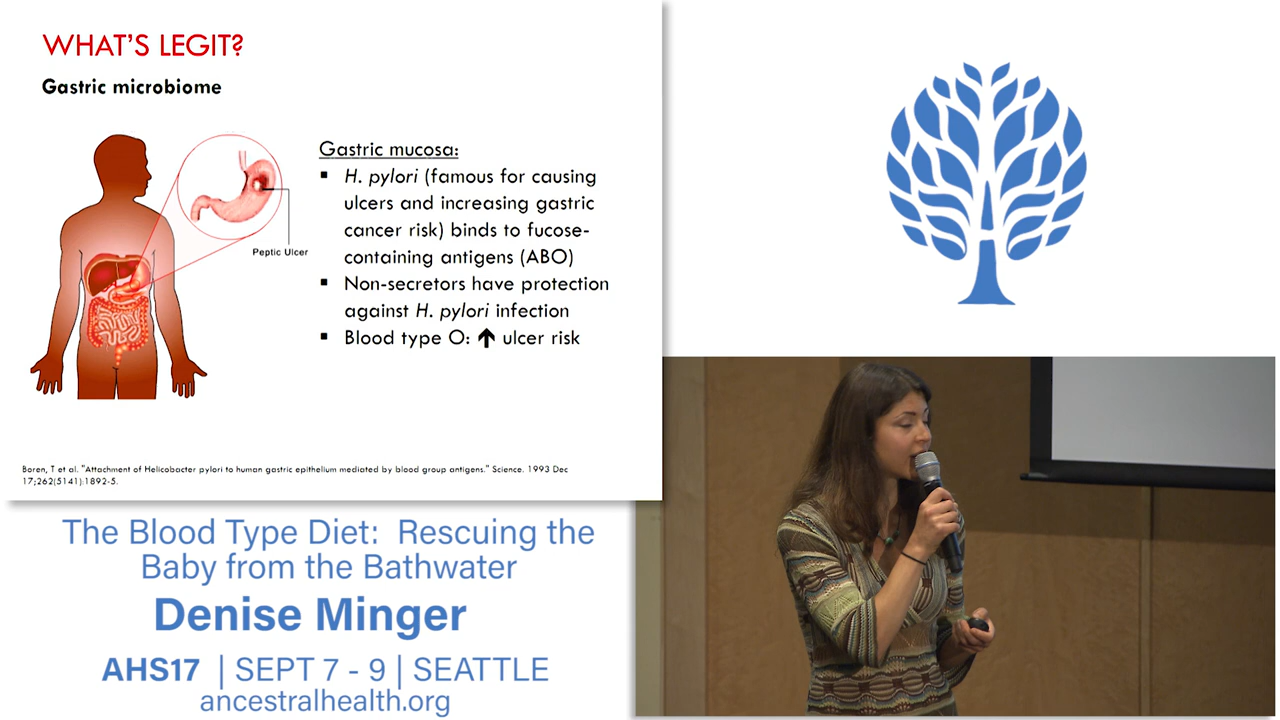 WHAT'S LEGIT?
Gastric microbiome
Peptic Ulcer
Gastric mucosa:
▪ H. pylori (famous for causing
ulcers and increasing gastric
cancer risk) binds to fucose-
containing antigens (ABO)
▪ Non-secretors have protection
against H. pylori infection
▪ Blood type O: 🡅 ulcer risk
Boren, T et al. "Attachment of Helicobacter pylori to human gastric epithelium mediated by blood group antigens." Science. 1993 Dec
17;262(5141):1892-5.
The Blood Type Diet: Rescuing the
Baby from the Bathwater
Denise Minger
AHS17 | SEPT 7 - 9 | SEATTLE
ancestralhealth.org